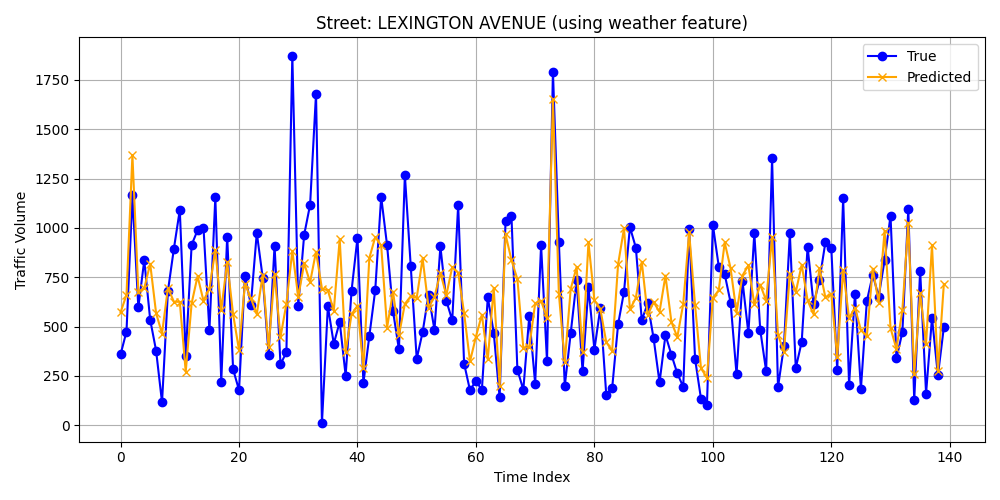 Street: LEXINGTON AVENUE (using weather feature)
True
Predicted
Traffic Volume
1750
1500
1250
1000
750
500
250
0
0 20 40 60 80 100 120 140
Time Index